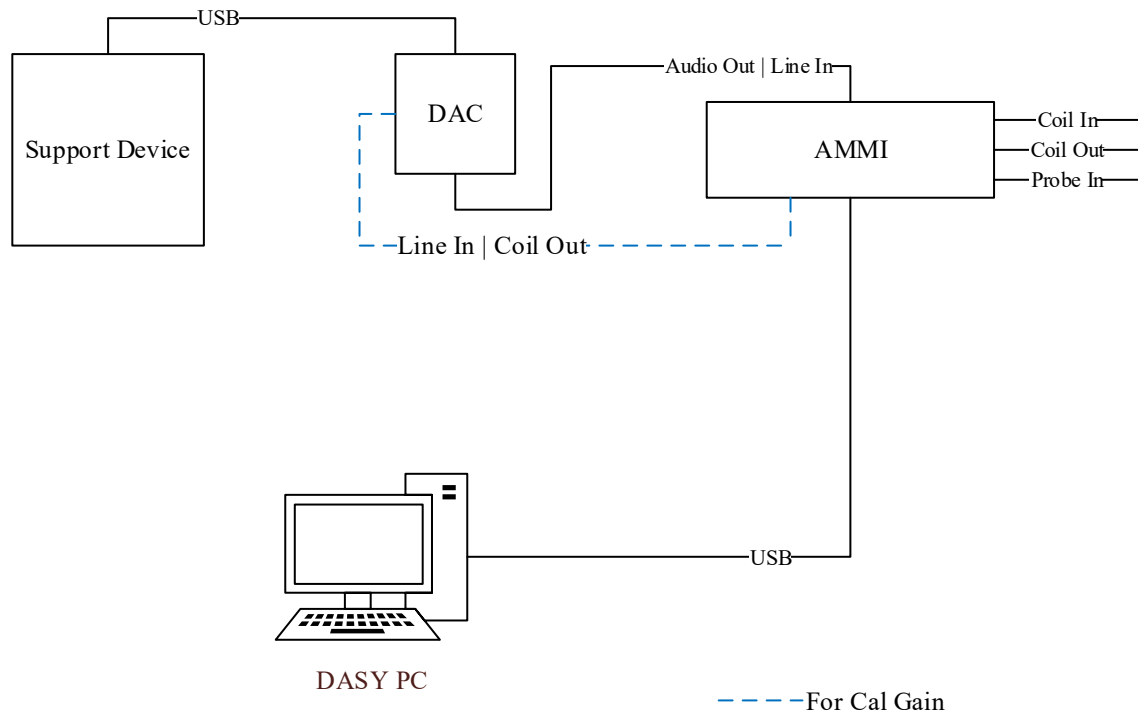 USB
Audio Out | Line In
Support Device
DAC
AMMI
Coil In
Coil Out
Probe In
Line In | Coil Out
USB
DASY PC
For Cal Gain